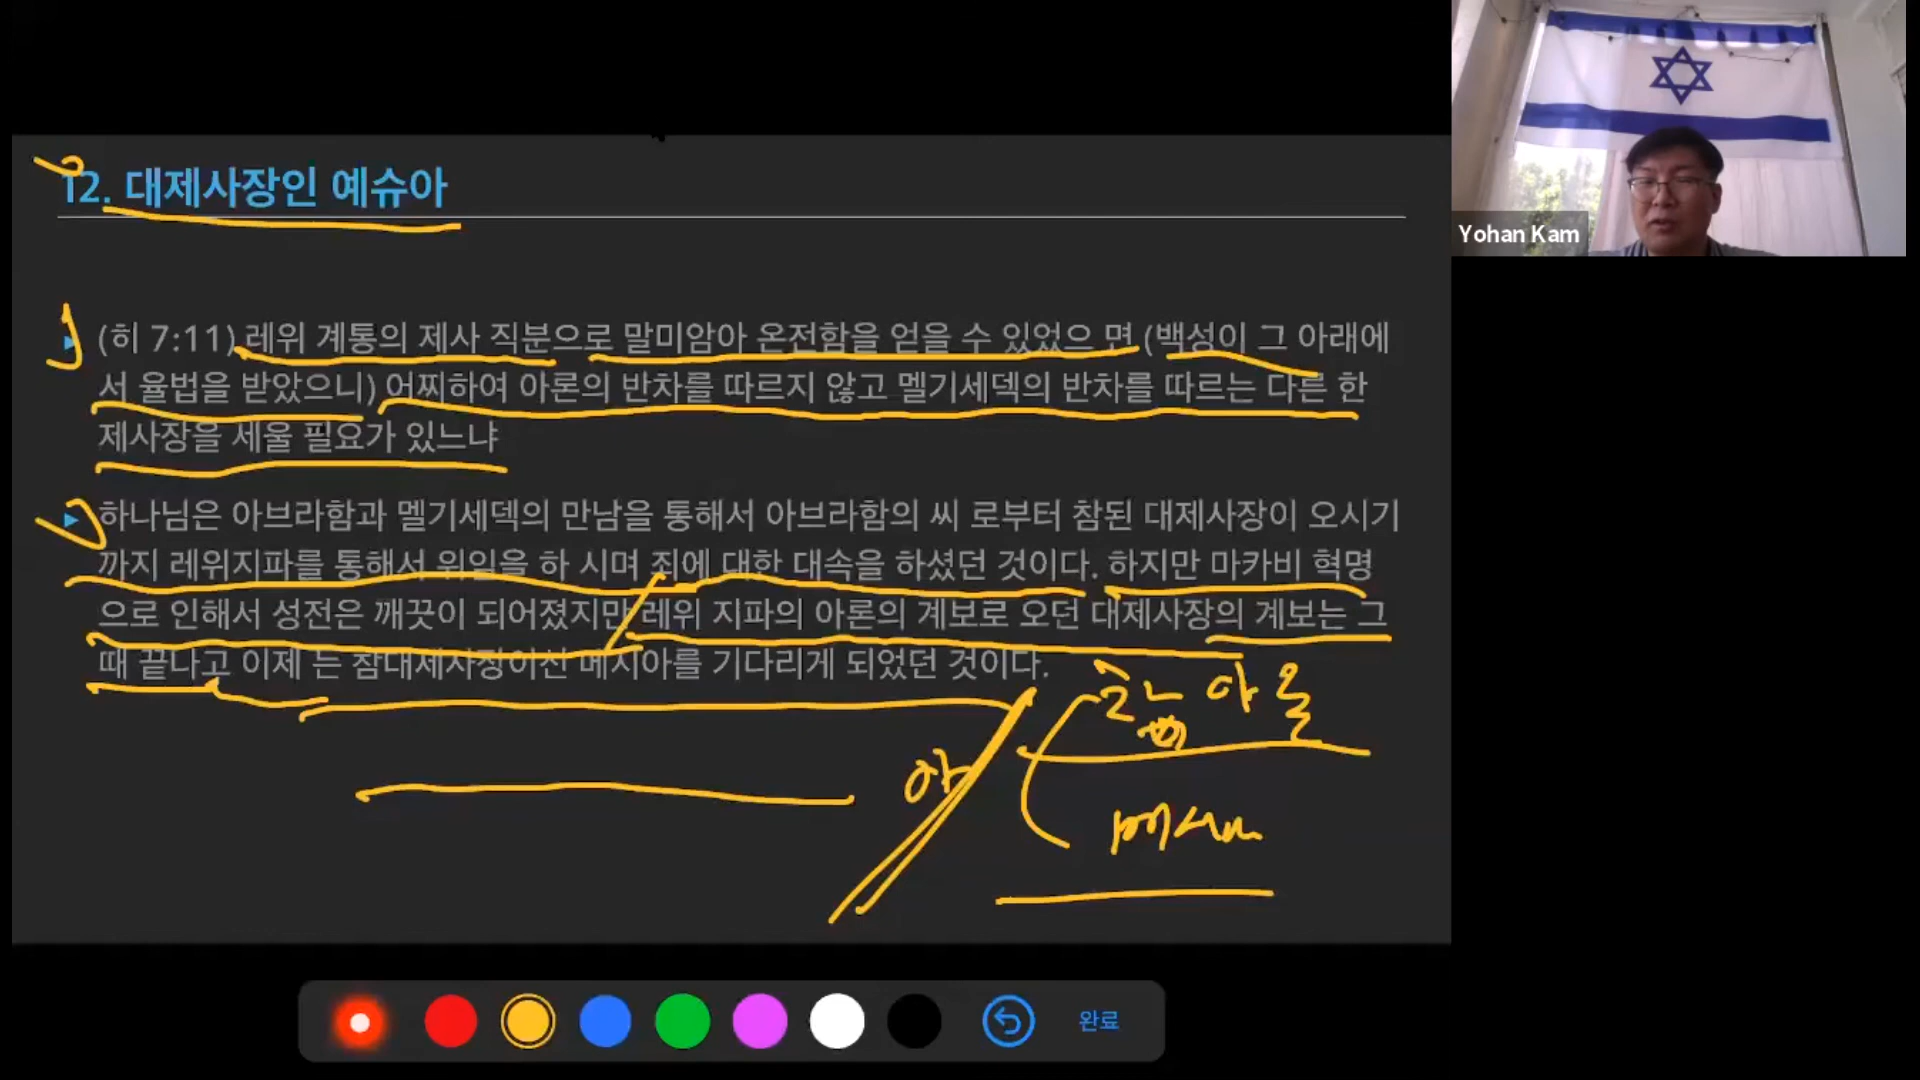 12. 대제사장인 예슈아
(히 7:11) 레위 계통의 제사 직분으로 말미암아 온전함을 얻을 수 있었으 면 (백성이 그 아래에
서 율법을 받았으니) 어찌하여 아론의 반차를 따르지 않고 멜기세덱의 반차를 따르는 다른 한
제사장을 세울 필요가 있느냐
하나님은 아브라함과 멜기세덱의 만남을 통해서 아브라함의 씨 로부터 참된 대제사장이 오시기
까지 레위지파를 통해서 위임을 하 시며 죄에 대한 대속을 하셨던 것이다. 하지만 마카비 혁명
으로 인해서 성전은 깨끗이 되어졌지만 레위 지파의 아론의 계보로 오던 대제사장의 계보는 그
때 끝나고 이제 는 참대제사장이신 메시아를 기다리게 되었던 것이다.
아
Yohan Kam
완료